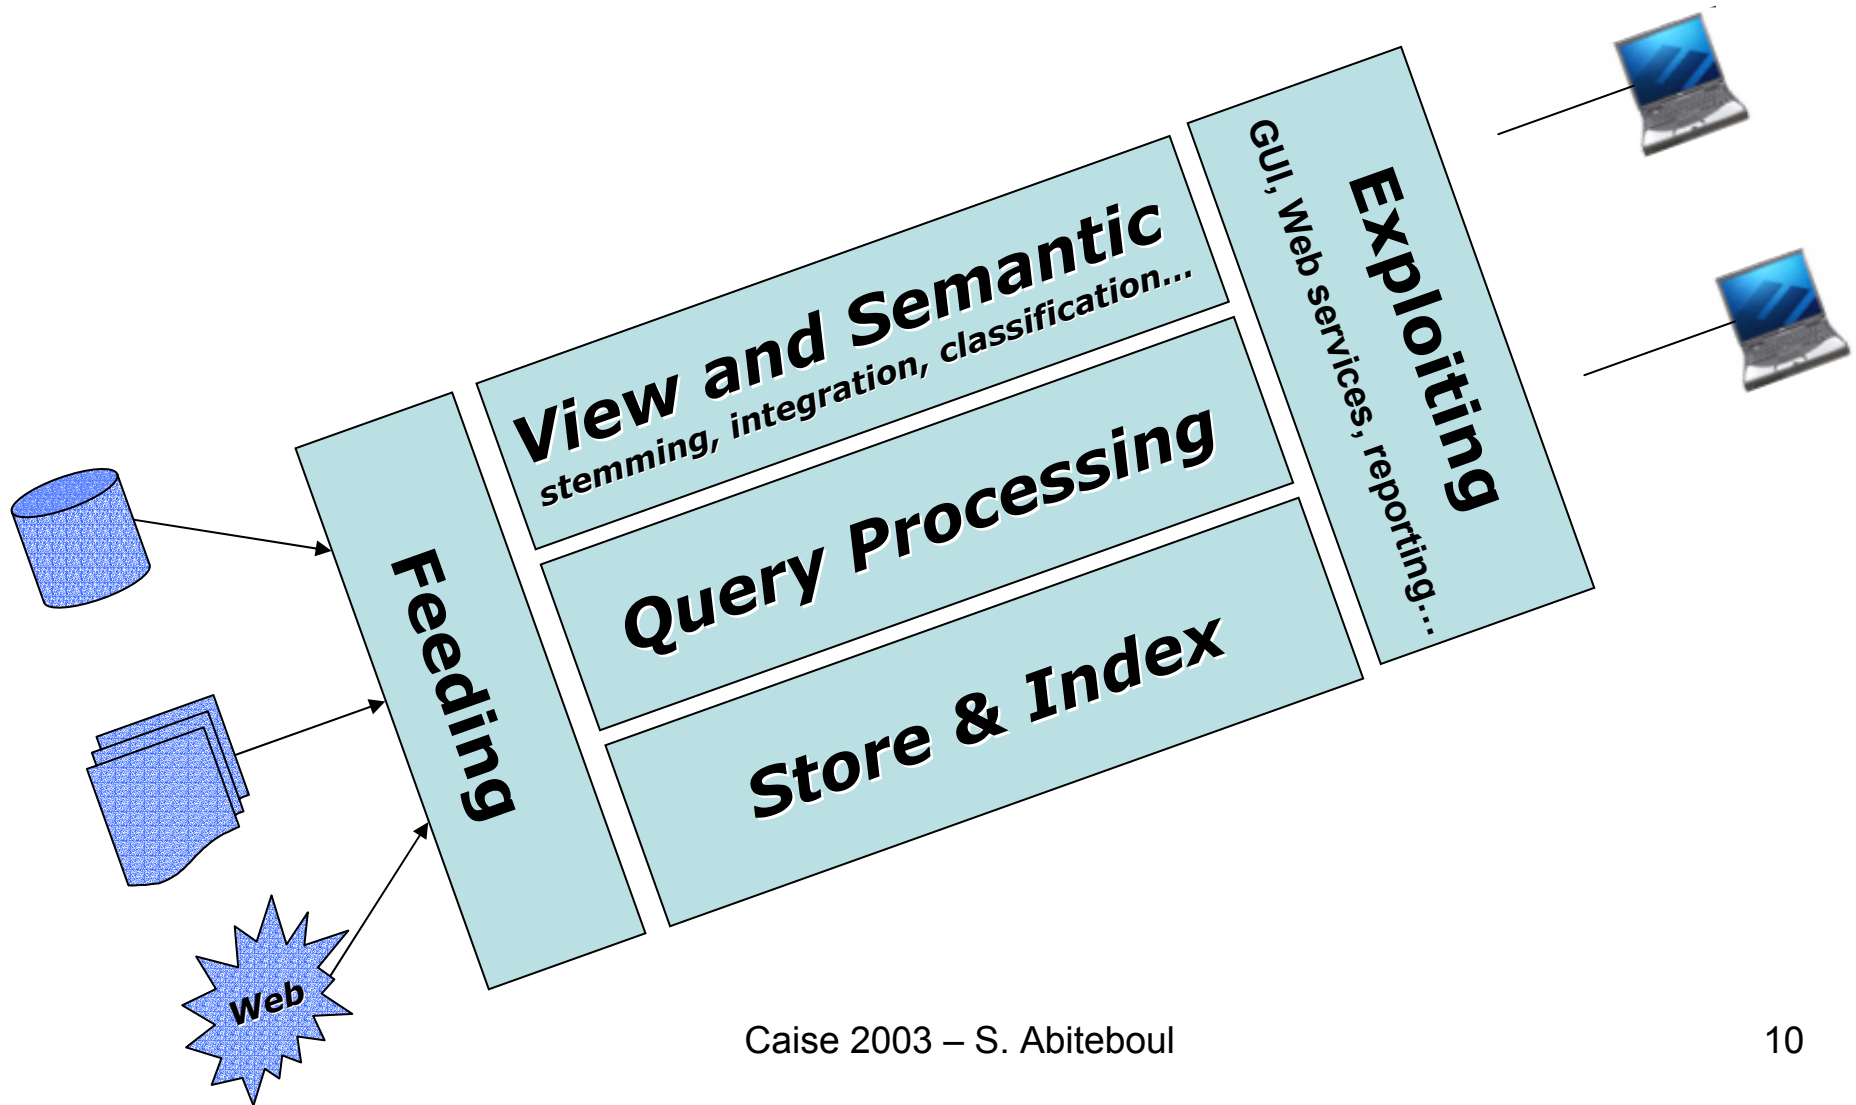 View and Semantic
stemming, integration, classification...
Query Processing
Store & Index
Feeding
Exploiting
GUI, Web services, reporting...
Web
Caise 2003 – S. Abiteboul
10